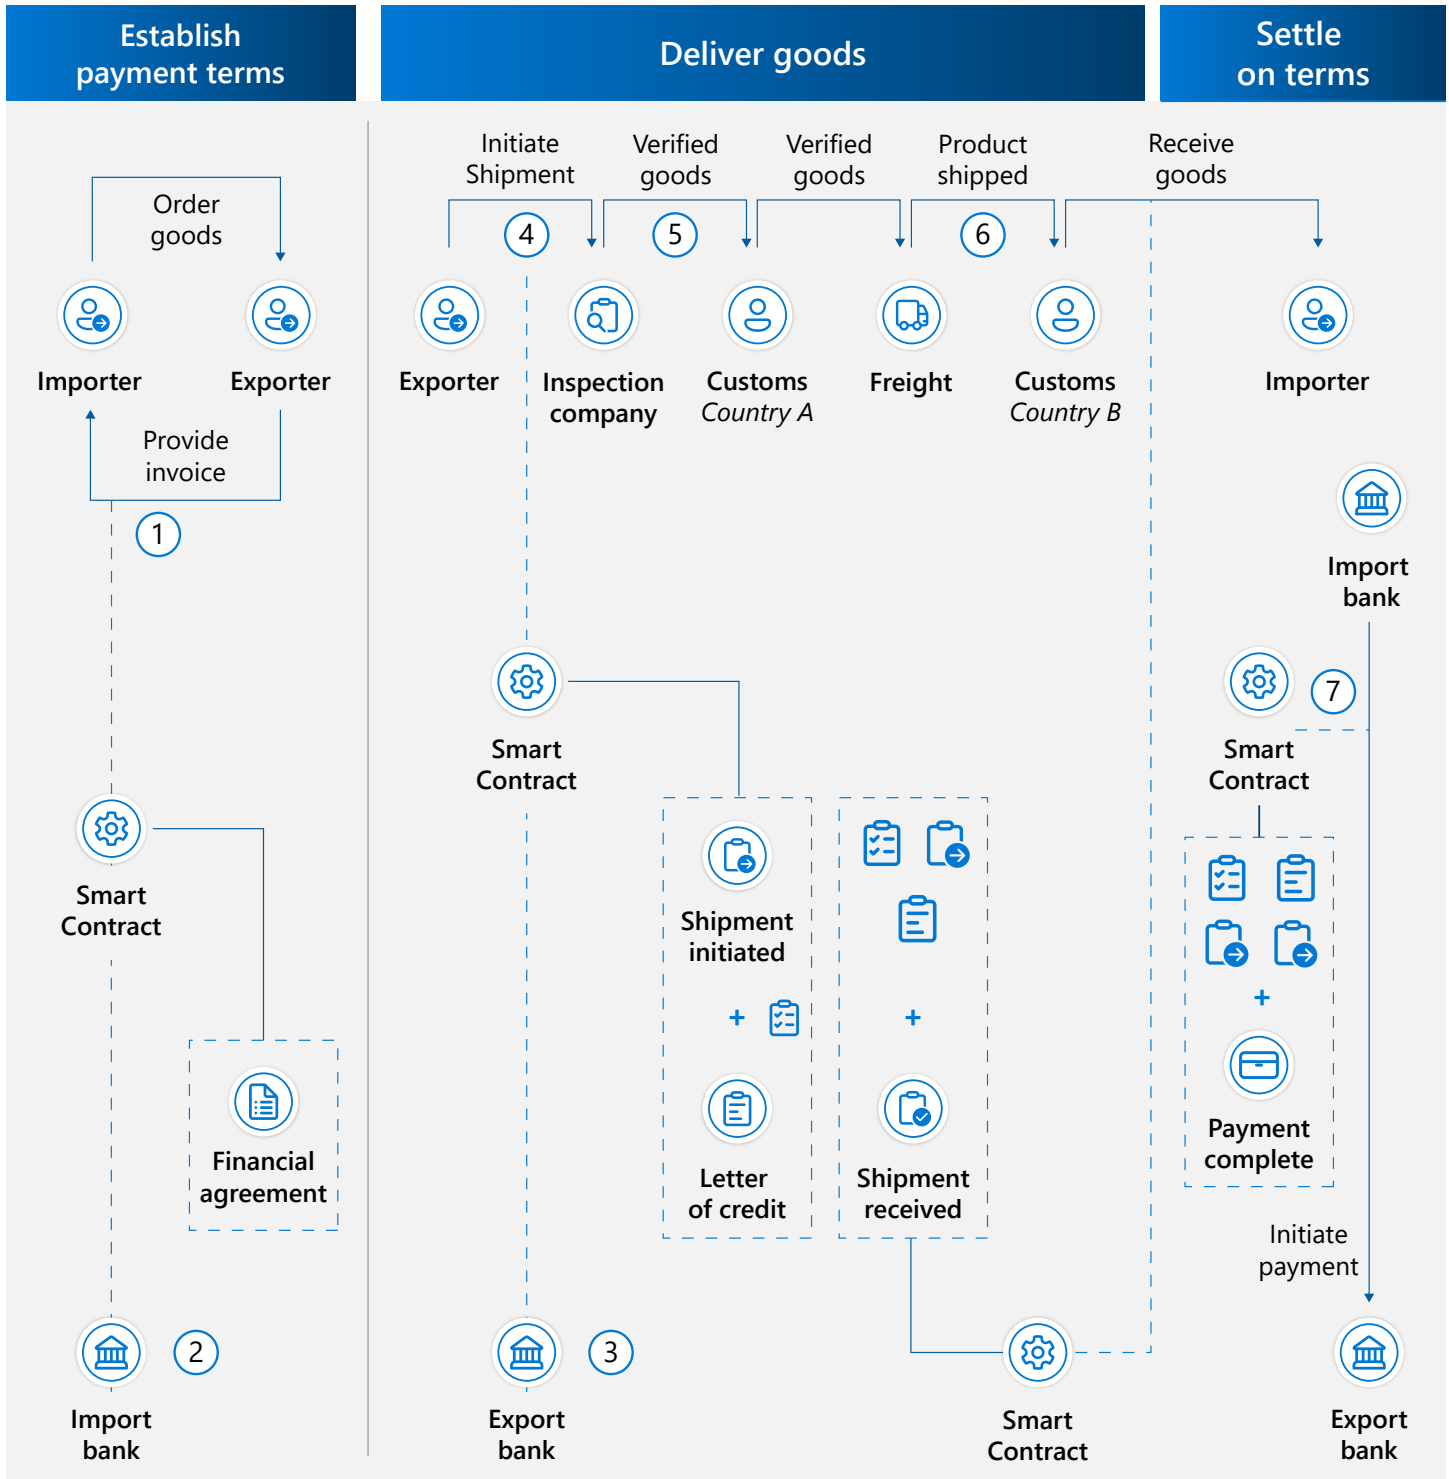 Establish
payment terms
Deliver goods
Settle
on terms
Order
goods
Importer
Exporter
Provide
invoice
1
Smart
Contract
Financial
agreement
2
Import
bank
Initiate
Shipment
Verified
goods
Verified
goods
Product
shipped
Receive
goods
4
5
6
Exporter
Inspection
company
Customs
Country A
Freight
Customs
Country B
Importer
Smart
Contract
Shipment
initiated
+
Letter
of credit
+
Shipment
received
3
Export
bank
Smart
Contract
Import
bank
7
Smart
Contract
+
Payment
complete
Initiate
payment
Export
bank